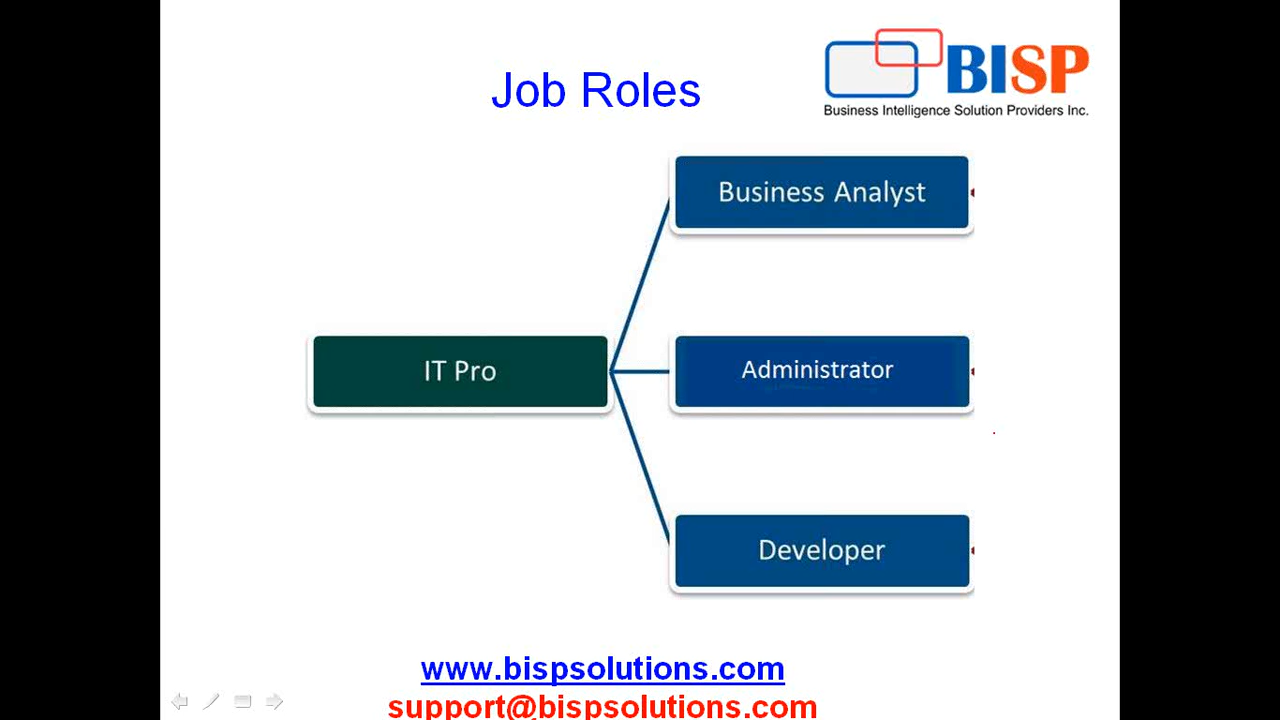 Job Roles
BISP
Business Intelligence Solution Providers Inc.
Business Analyst
IT Pro
Administrator
Developer
www.bispsolutions.com
support@bispsolutions.com